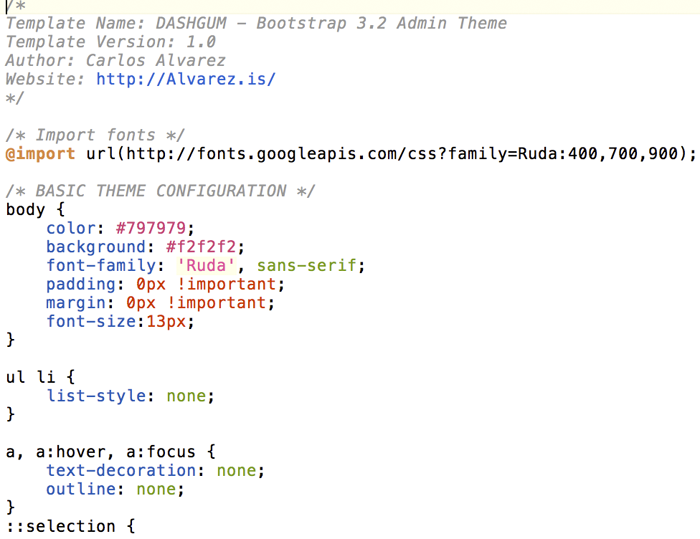 /*
Template Name: DASHGUM - Bootstrap 3.2 Admin Theme
Template Version: 1.0
Author: Carlos Alvarez
Website: http://Alvarez.is/
*/

/* Import fonts */
@import url(http://fonts.googleapis.com/css?family=Ruda:400,700,900);

/* BASIC THEME CONFIGURATION */
body {
    color: #797979;
    background: #f2f2f2;
    font-family: 'Ruda', sans-serif;
    padding: 0px !important;
    margin: 0px !important;
    font-size:13px;
}

ul li {
    list-style: none;
}

a, a:hover, a:focus {
    text-decoration: none;
    outline: none;
}
::selection {